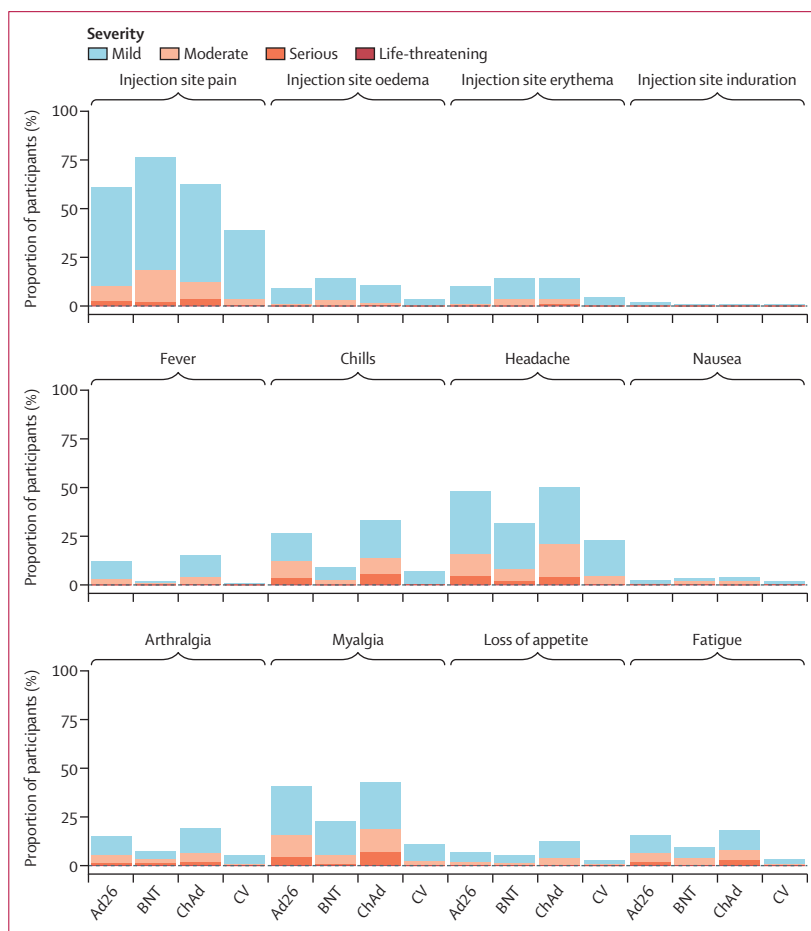 Severity
Mild Moderate Serious Life-threatening
Injection site pain Injection site oedema Injection site erythema Injection site induration
Proportion of participants (%)
100
75
50
25
0
Fever Chills Headache Nausea
Proportion of participants (%)
100
75
50
25
0
Arthralgia Myalgia Loss of appetite Fatigue
Proportion of participants (%)
100
75
50
25
0
Ad26 BNT ChAd CV Ad26 BNT ChAd CV Ad26 BNT ChAd CV Ad26 BNT ChAd CV